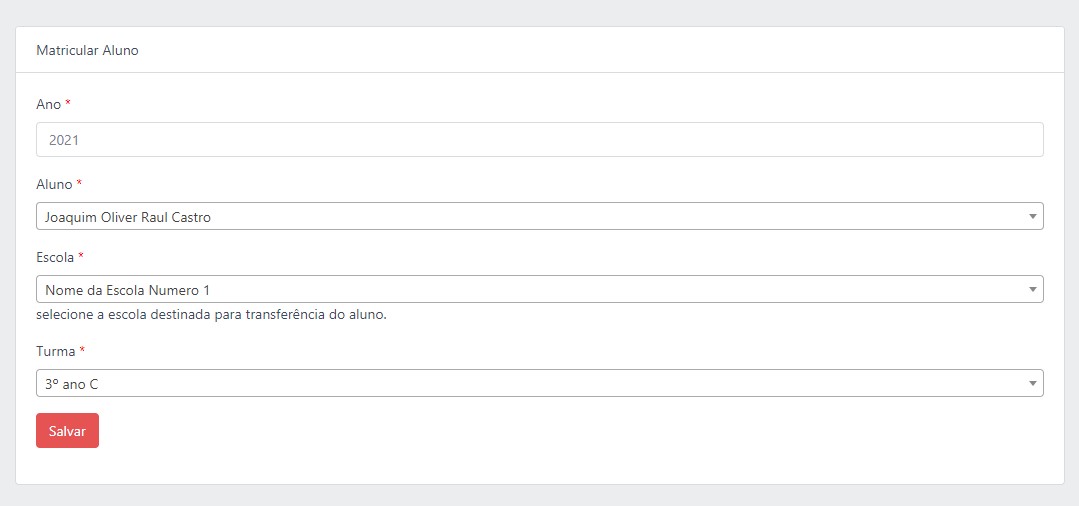 Matricular Aluno
Ano *
2021
Aluno *
Joaquim Oliver Raul Castro
Escola *
Nome da Escola Numero 1
selecione a escola destinada para transferência do aluno.
Turma *
3º ano C
Salvar